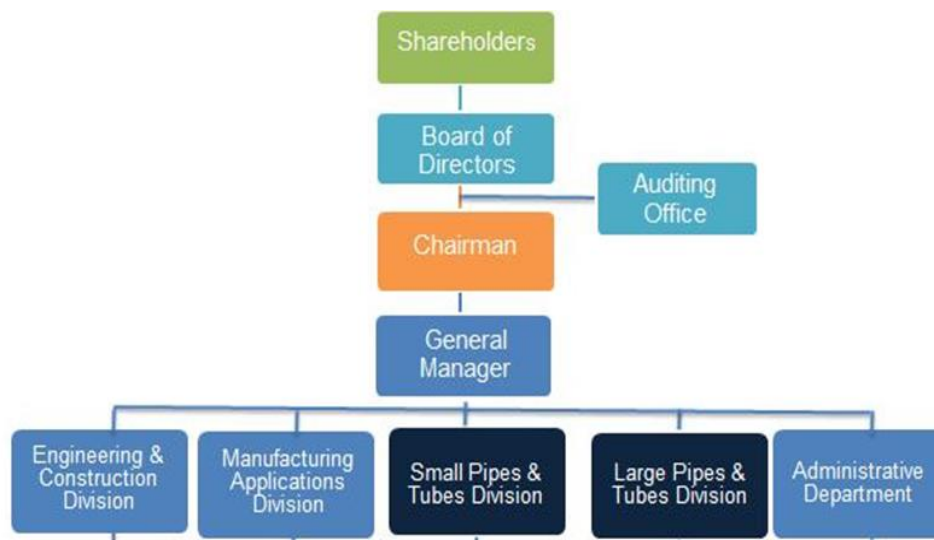 Shareholders
Board of
Directors
Auditing
Office
Chairman
General
Manager
Engineering &
Construction
Division
Manufacturing
Applications
Division
Small Pipes &
Tubes Division
Large Pipes &
Tubes Division
Administrative
Department